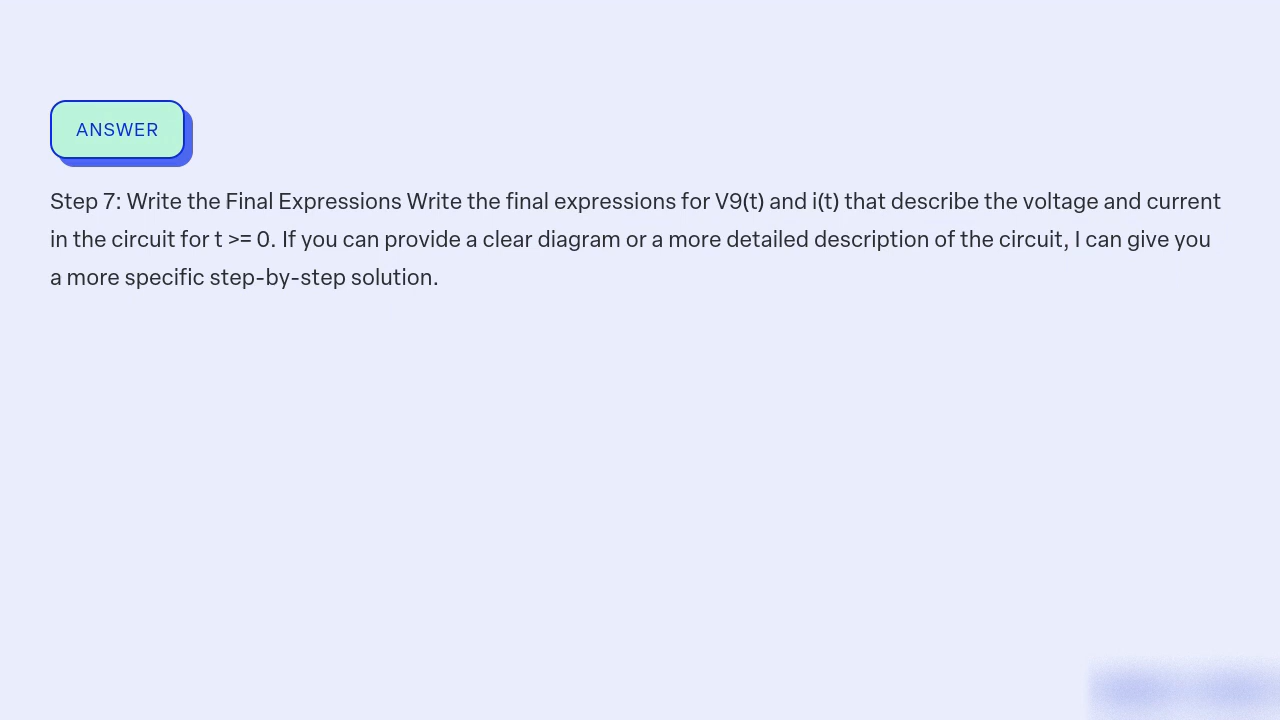 ANSWER
Step 7: Write the Final Expressions Write the final expressions for V9(t) and i(t) that describe the voltage and current
in the circuit for t >= 0. If you can provide a clear diagram or a more detailed description of the circuit, I can give you
a more specific step-by-step solution.